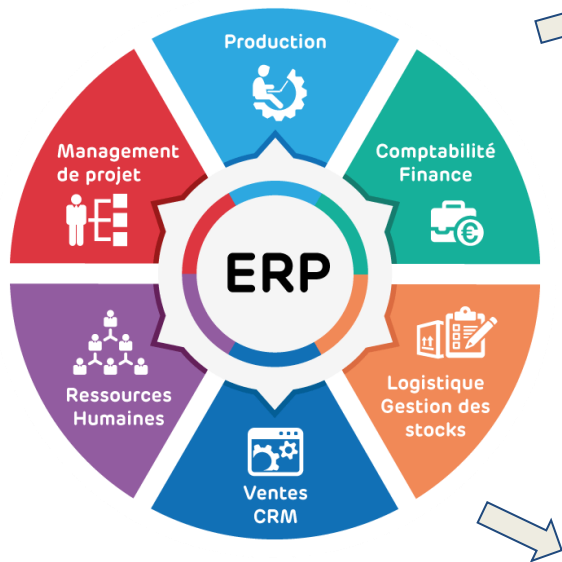 Production
Management
de projet
Comptabilité
Finance
€
ERP
Ressources
Humaines
Logistique
Gestion des
stocks
Ventes
CRM